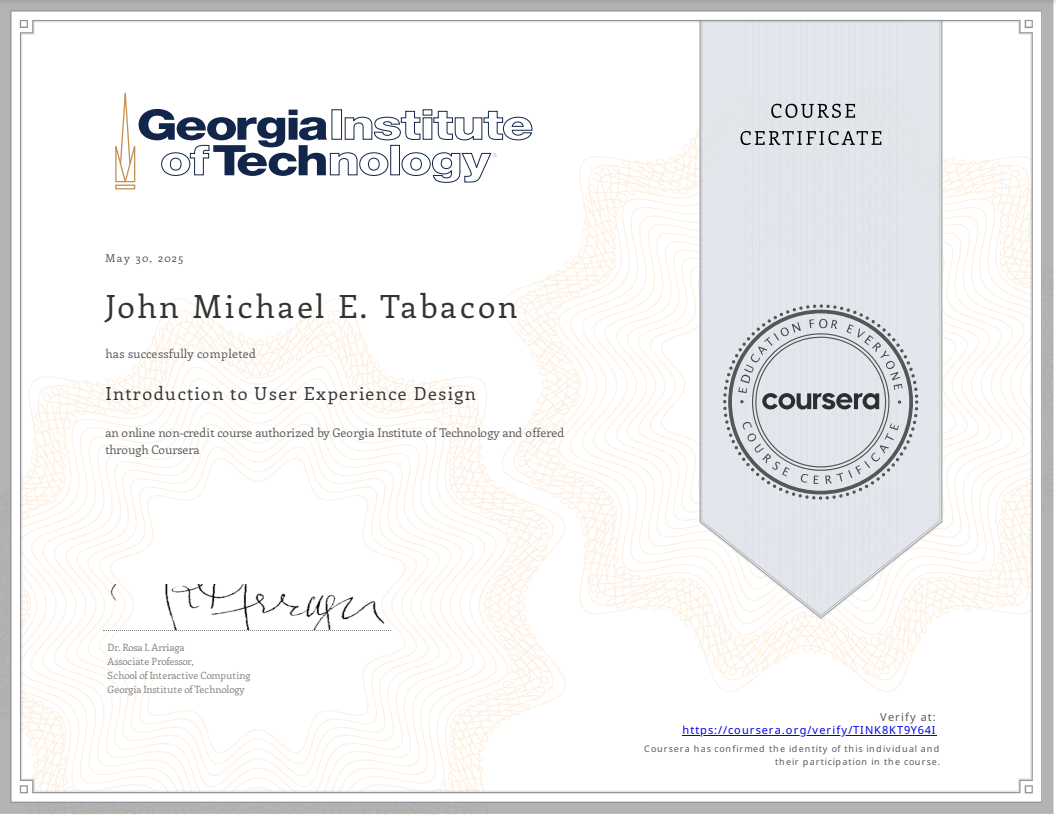 Georgia Institute
of Technology
COURSE
CERTIFICATE
May 30, 2025
John Michael E. Tabacon
has successfully completed
Introduction to User Experience Design
an online non-credit course authorized by Georgia Institute of Technology and offered
through Coursera
EDUCATION FOR EVERYONE
coursera
COURSE CERTIFICATE
Dr. Rosa I. Arriaga
Associate Professor,
School of Interactive Computing
Georgia Institute of Technology
Verify at:
https://coursera.org/verify/TINK8KT9Y64I
Coursera has confirmed the identity of this individual and
their participation in the course.